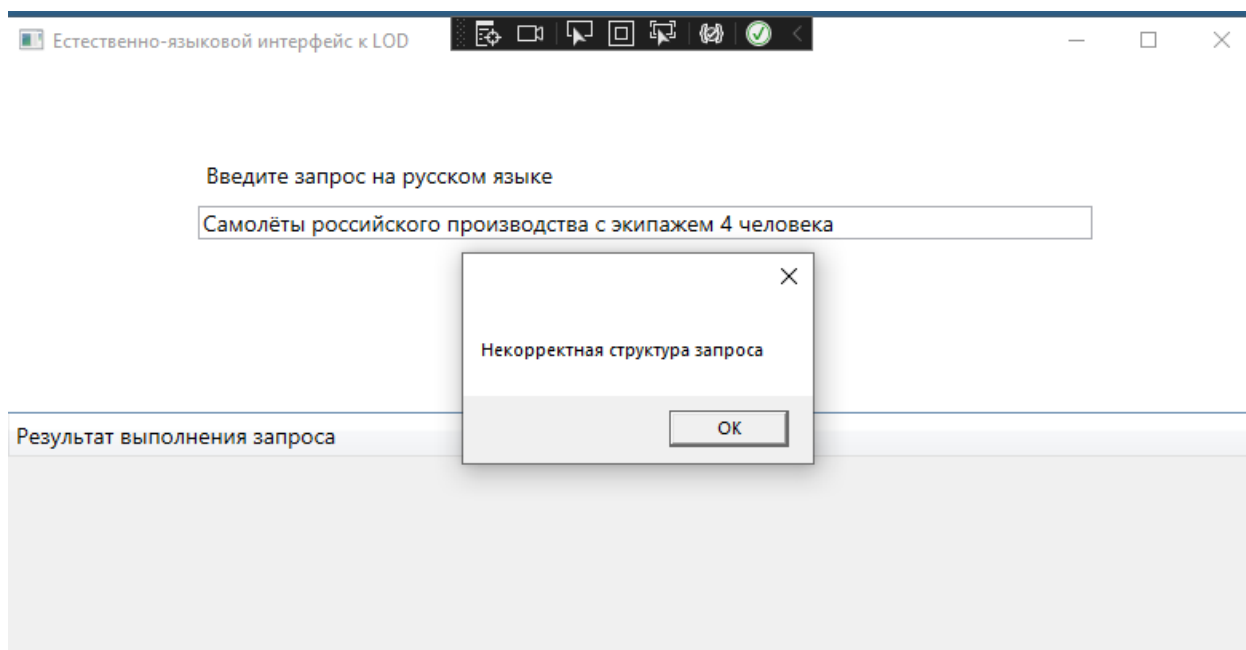 Естественно-языковой интерфейс к LOD
Введите запрос на русском языке
Самолёты российского производства с экипажем 4 человека
Некорректная структура запроса
ОК
Результат выполнения запроса